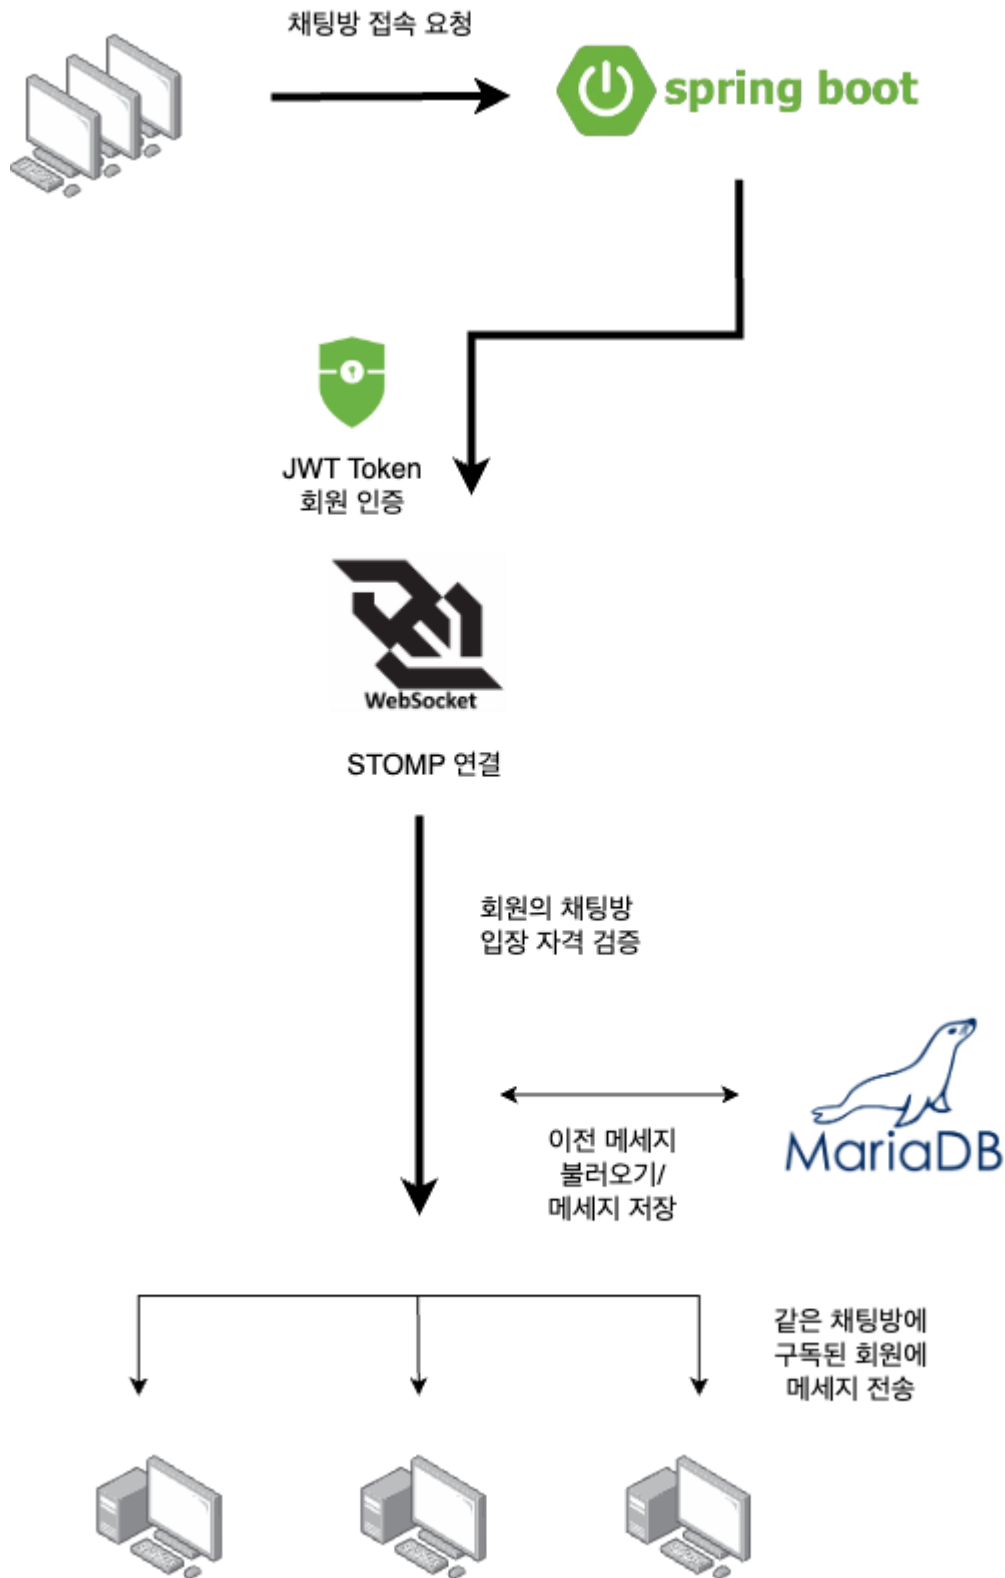 채팅방 접속 요청
spring boot
JWT Token
회원 인증
WebSocket
STOMP 연결
회원의 채팅방
입장 자격 검증
이전 메세지
불러오기/
메세지 저장
MariaDB
같은 채팅방에
구독된 회원에
메세지 전송